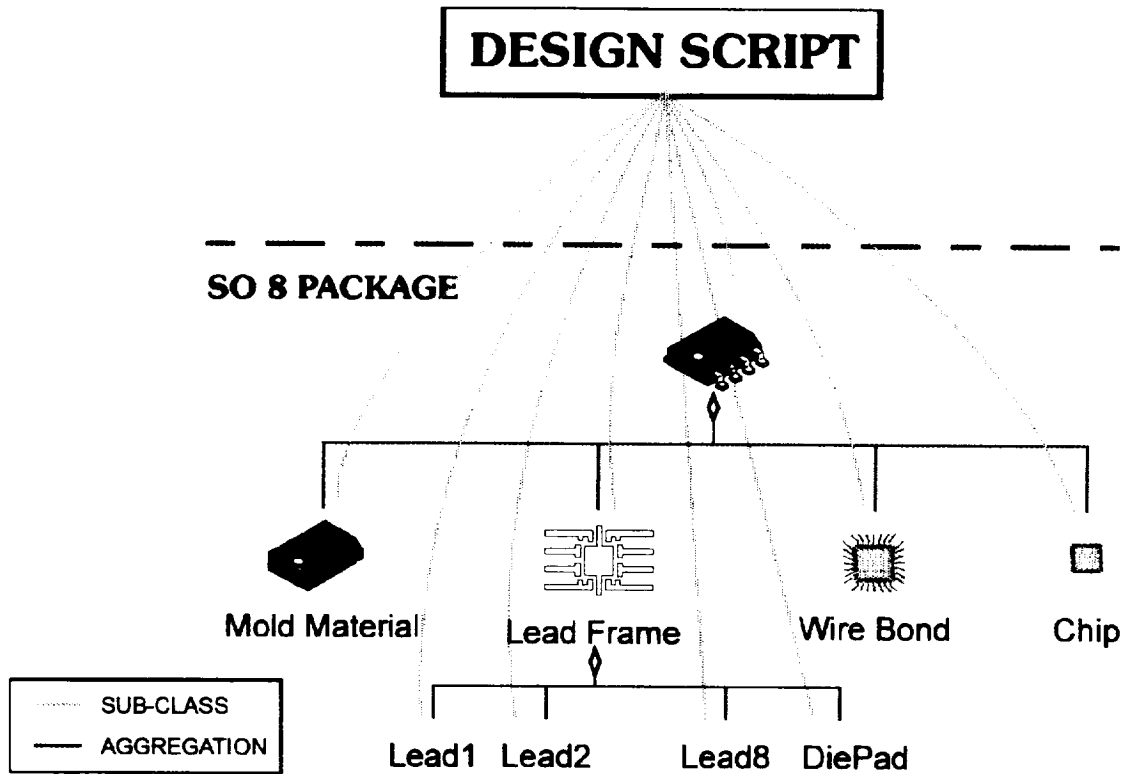 DESIGN SCRIPT
SO 8 PACKAGE
Mold Material
Lead Frame
Wire Bond
Chip
SUB-CLASS
AGGREGATION
Lead1
Lead2
Lead8
DiePad